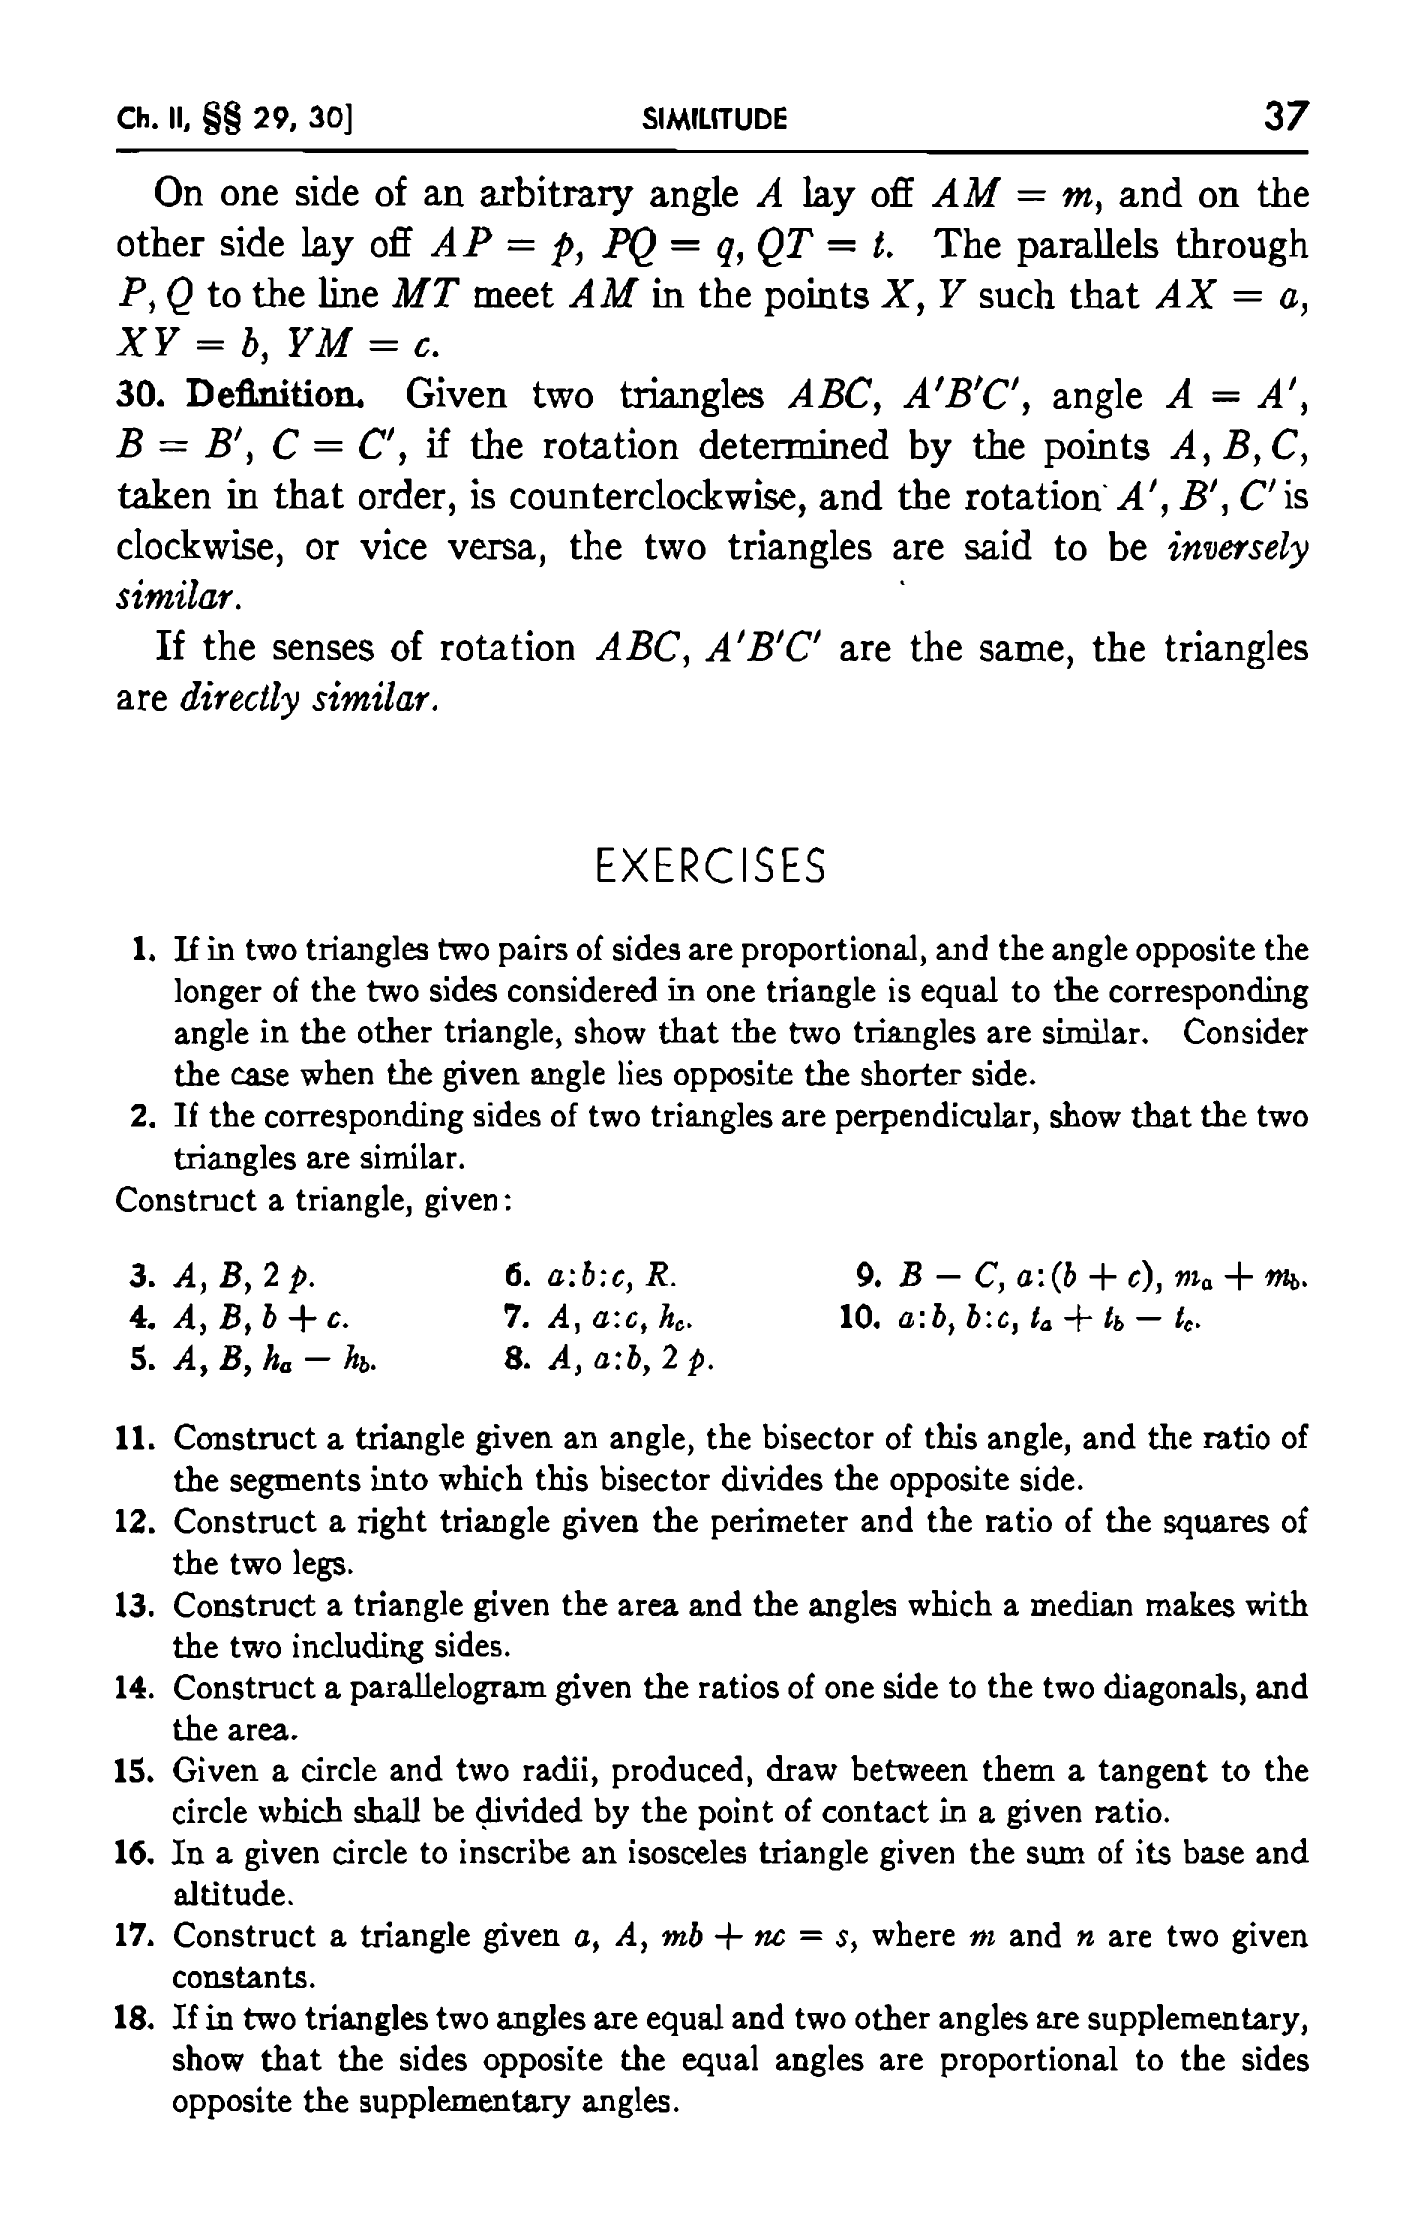 Ch. II, §§ 29, 30] SIMILITUDE 37
On one side of an arbitrary angle A lay off AM = m, and on the
other side lay off AP = p, PQ = q, QT = t. The parallels through
P, Q to the line MT meet AM in the points X, Y such that AX = a,
XY = b, YM = c.
30. Definition. Given two triangles ABC, A'B'C', angle A = A',
B = B', C = C', if the rotation determined by the points A, B, C,
taken in that order, is counterclockwise, and the rotation A', B', C' is
clockwise, or vice versa, the two triangles are said to be inversely
similar.
If the senses of rotation ABC, A'B'C' are the same, the triangles
are directly similar.
EXERCISES
1. If in two triangles two pairs of sides are proportional, and the angle opposite the
longer of the two sides considered in one triangle is equal to the corresponding
angle in the other triangle, show that the two triangles are similar. Consider
the case when the given angle lies opposite the shorter side.
2. If the corresponding sides of two triangles are perpendicular, show that the two
triangles are similar.
Construct a triangle, given:
3. A, B, 2 p. 6. a:b:c, R. 9. B − C, a:(b + c), mₐ + m_b.
4. A, B, b + c. 7. A, a:c, h_c. 10. a:b, b:c, tₐ + t_b − t_c.
5. A, B, hₐ − h_b. 8. A, a:b, 2 p.
11. Construct a triangle given an angle, the bisector of this angle, and the ratio of
the segments into which this bisector divides the opposite side.
12. Construct a right triangle given the perimeter and the ratio of the squares of
the two legs.
13. Construct a triangle given the area and the angles which a median makes with
the two including sides.
14. Construct a parallelogram given the ratios of one side to the two diagonals, and
the area.
15. Given a circle and two radii, produced, draw between them a tangent to the
circle which shall be divided by the point of contact in a given ratio.
16. In a given circle to inscribe an isosceles triangle given the sum of its base and
altitude.
17. Construct a triangle given a, A, mb + nc = s, where m and n are two given
constants.
18. If in two triangles two angles are equal and two other angles are supplementary,
show that the sides opposite the equal angles are proportional to the sides
opposite the supplementary angles.